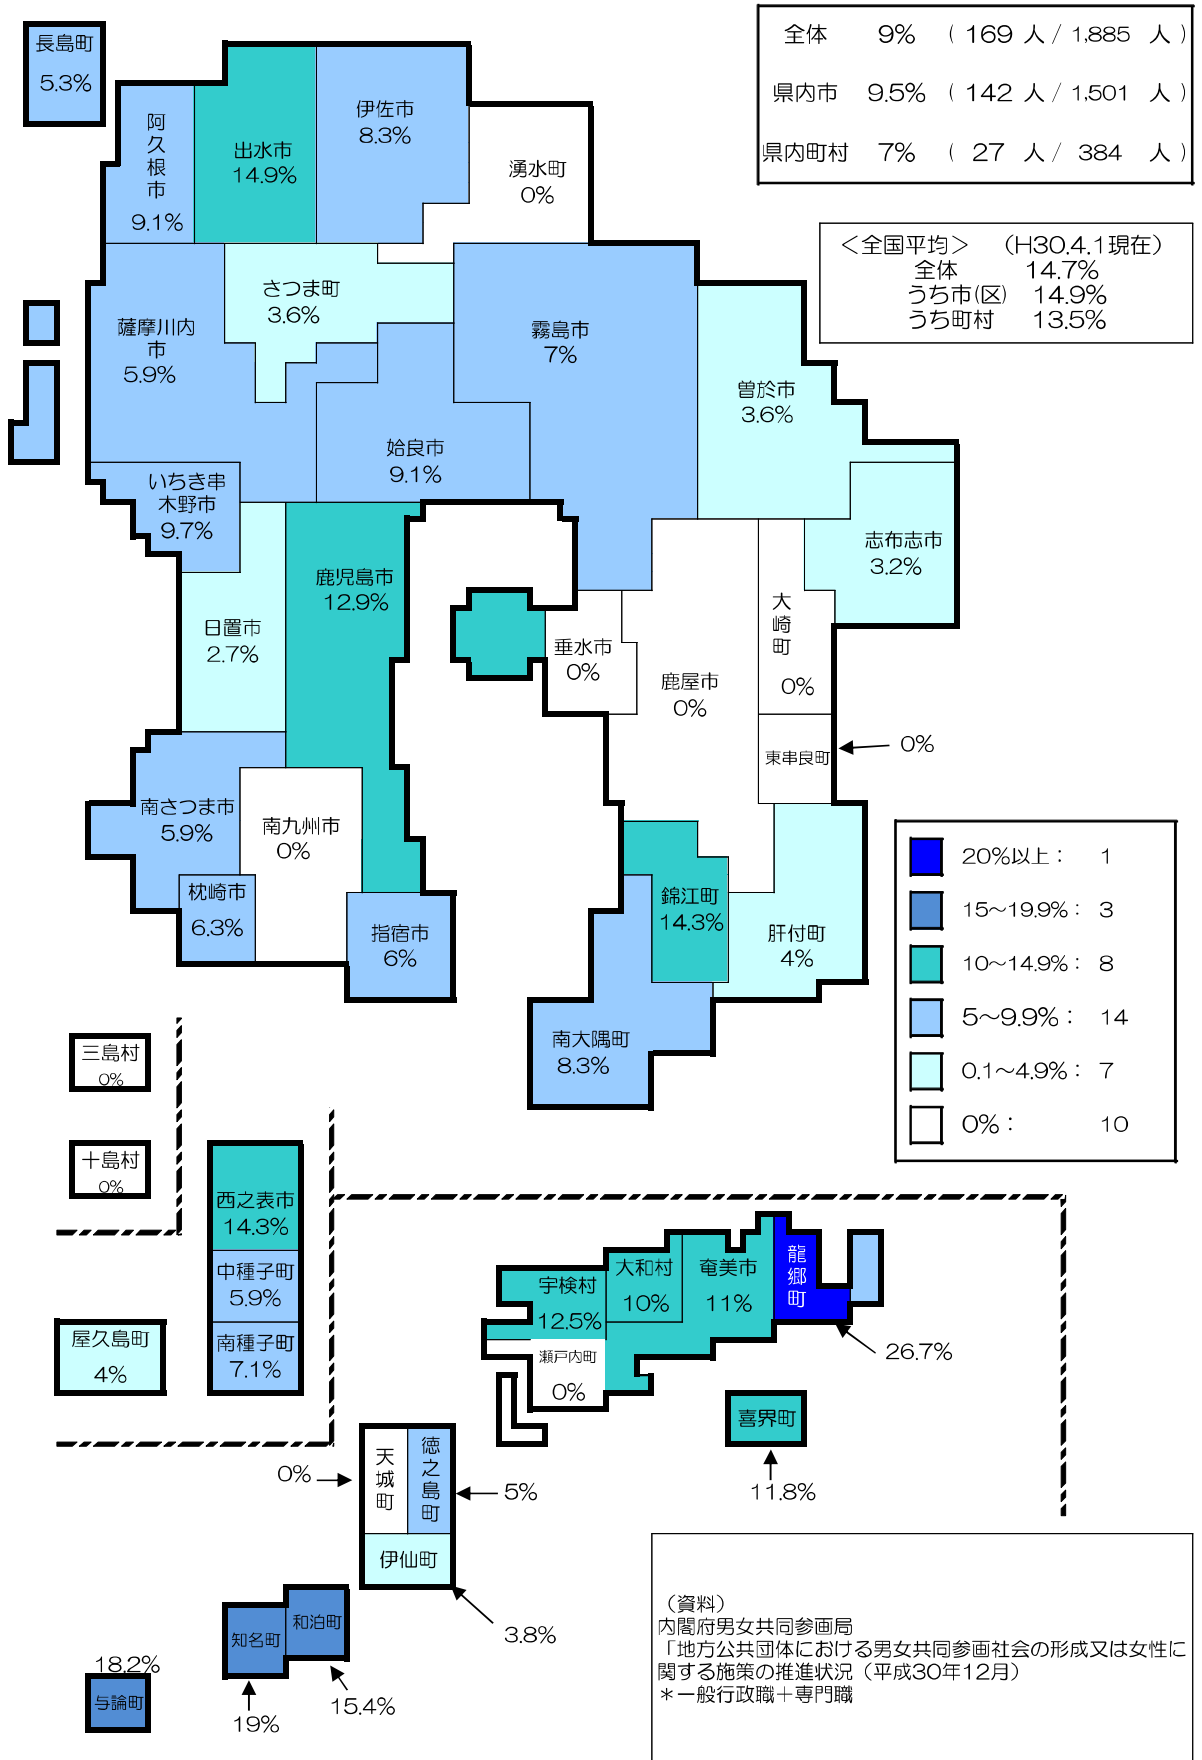 全体 9% ( 169 人 / 1,885 人 )
県内市 9.5% ( 142 人 / 1,501 人 )
県内町村 7% ( 27 人 / 384 人 )
＜全国平均＞ （H30.4.1現在）
全体 14.7%
うち市(区) 14.9%
うち町村 13.5%
長島町
5.3%
阿久根市
9.1%
出水市
14.9%
伊佐市
8.3%
湧水町
0%
薩摩川内
市
5.9%
さつま町
3.6%
霧島市
7%
曽於市
3.6%
姶良市
9.1%
いちき串
木野市
9.7%
志布志市
3.2%
鹿児島市
12.9%
日置市
2.7%
垂水市
0%
鹿屋市
0%
大崎町
0%
東串良町
0%
南さつま市
5.9%
南九州市
0%
枕崎市
6.3%
指宿市
6%
錦江町
14.3%
肝付町
4%
南大隅町
8.3%
20%以上： 1
15～19.9%： 3
10～14.9%： 8
5～9.9%： 14
0.1～4.9%： 7
0%： 10
三島村
0%
十島村
0%
西之表市
14.3%
中種子町
5.9%
南種子町
7.1%
屋久島町
4%
宇検村
12.5%
大和村
10%
奄美市
11%
龍郷町
26.7%
瀬戸内町
0%
喜界町
11.8%
天城町
0%
徳之島町
5%
伊仙町
3.8%
和泊町
15.4%
知名町
19%
18.2%
与論町
（資料）
内閣府男女共同参画局
「地方公共団体における男女共同参画社会の形成又は女性に
関する施策の推進状況（平成30年12月）
＊一般行政職＋専門職